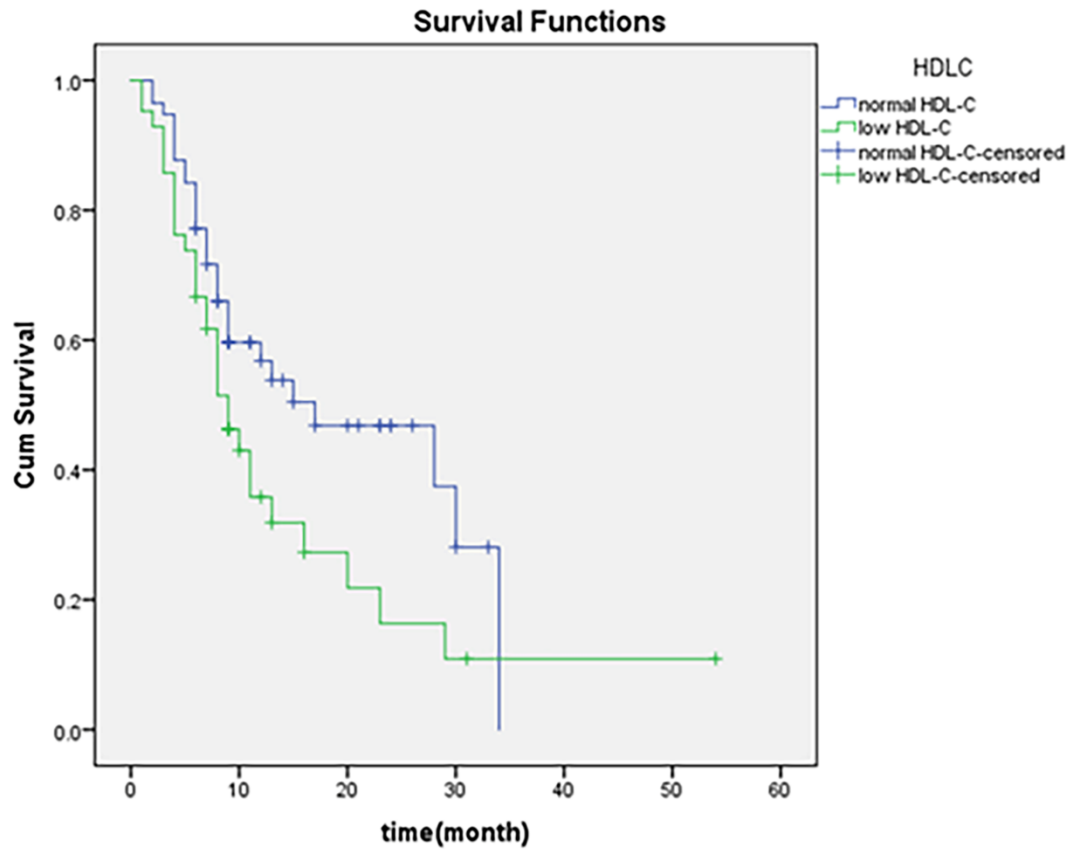 Survival Functions
HDLC
normal HDL-C
low HDL-C
normal HDL-C-censored
low HDL-C-censored
Cum Survival
1.0
0.8
0.6
0.4
0.2
0.0
0 10 20 30 40 50 60
time(month)